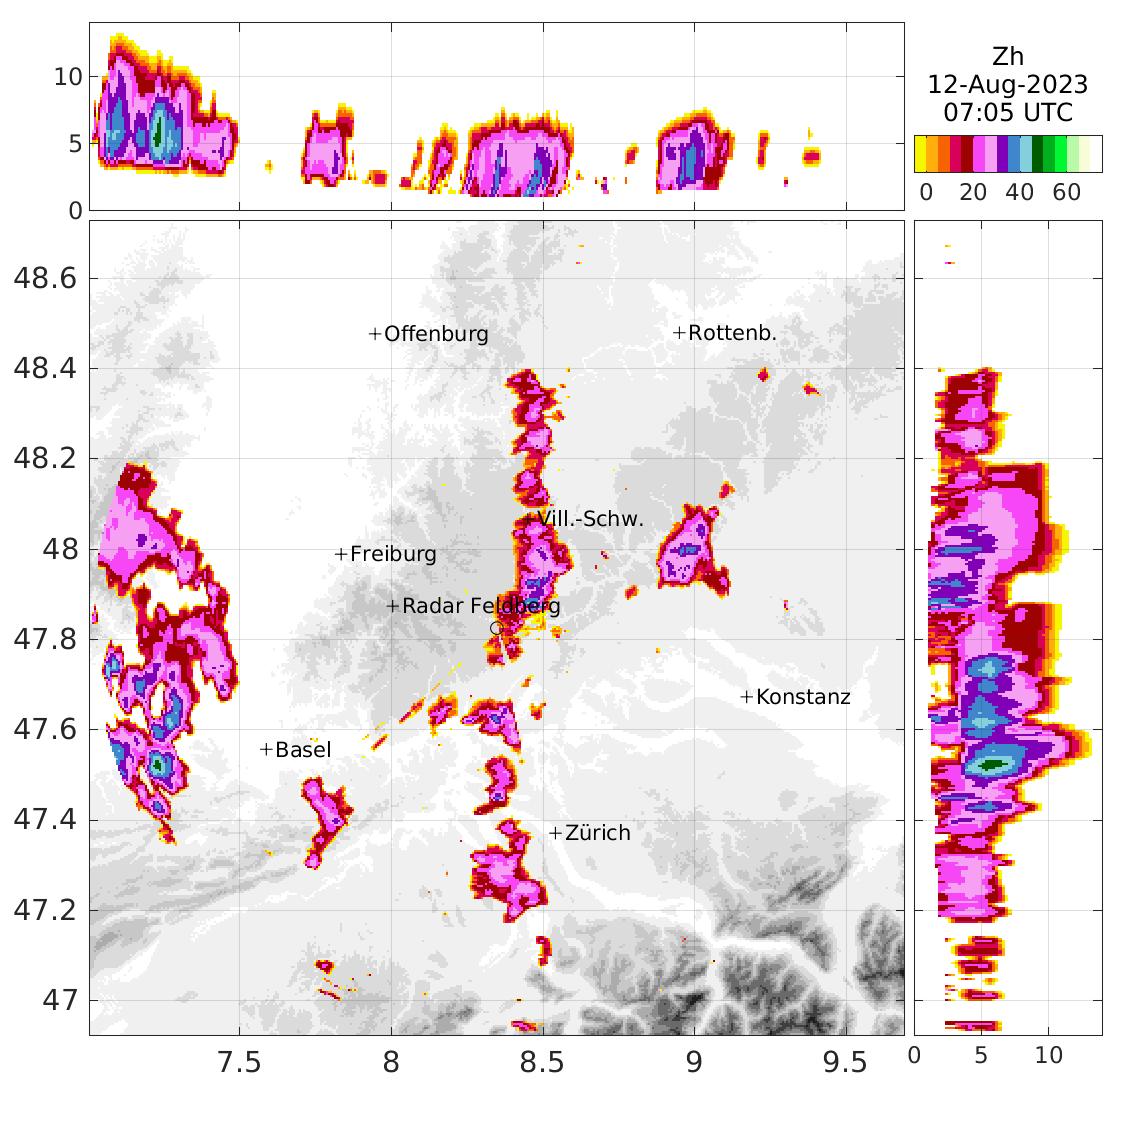 10
5
0
Zh
12-Aug-2023
07:05 UTC
0 20 40 60
48.6
48.4
48.2
48
47.8
47.6
47.4
47.2
47
+Offenburg
+Rottenb.
+Vill.-Schw.
+Freiburg
+Radar Feldberg
+Konstanz
+Basel
+Zürich
7.5 8 8.5 9 9.5
0 5 10